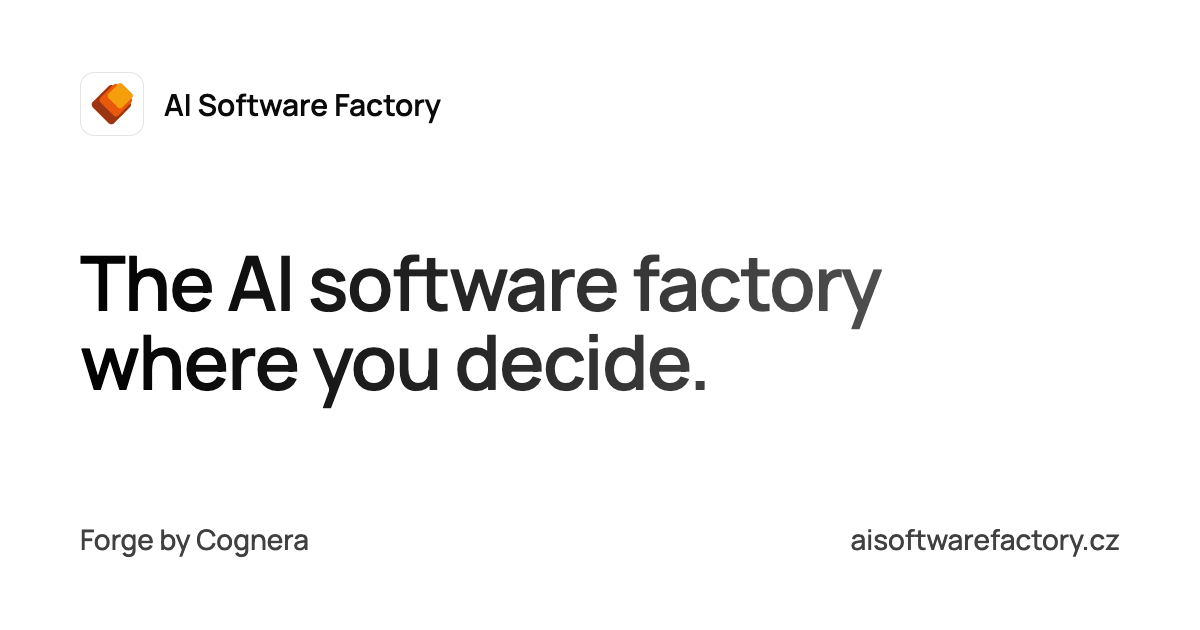 AI Software Factory
The AI software factory
where you decide.
Forge by Cognera
aisoftwarefactory.cz